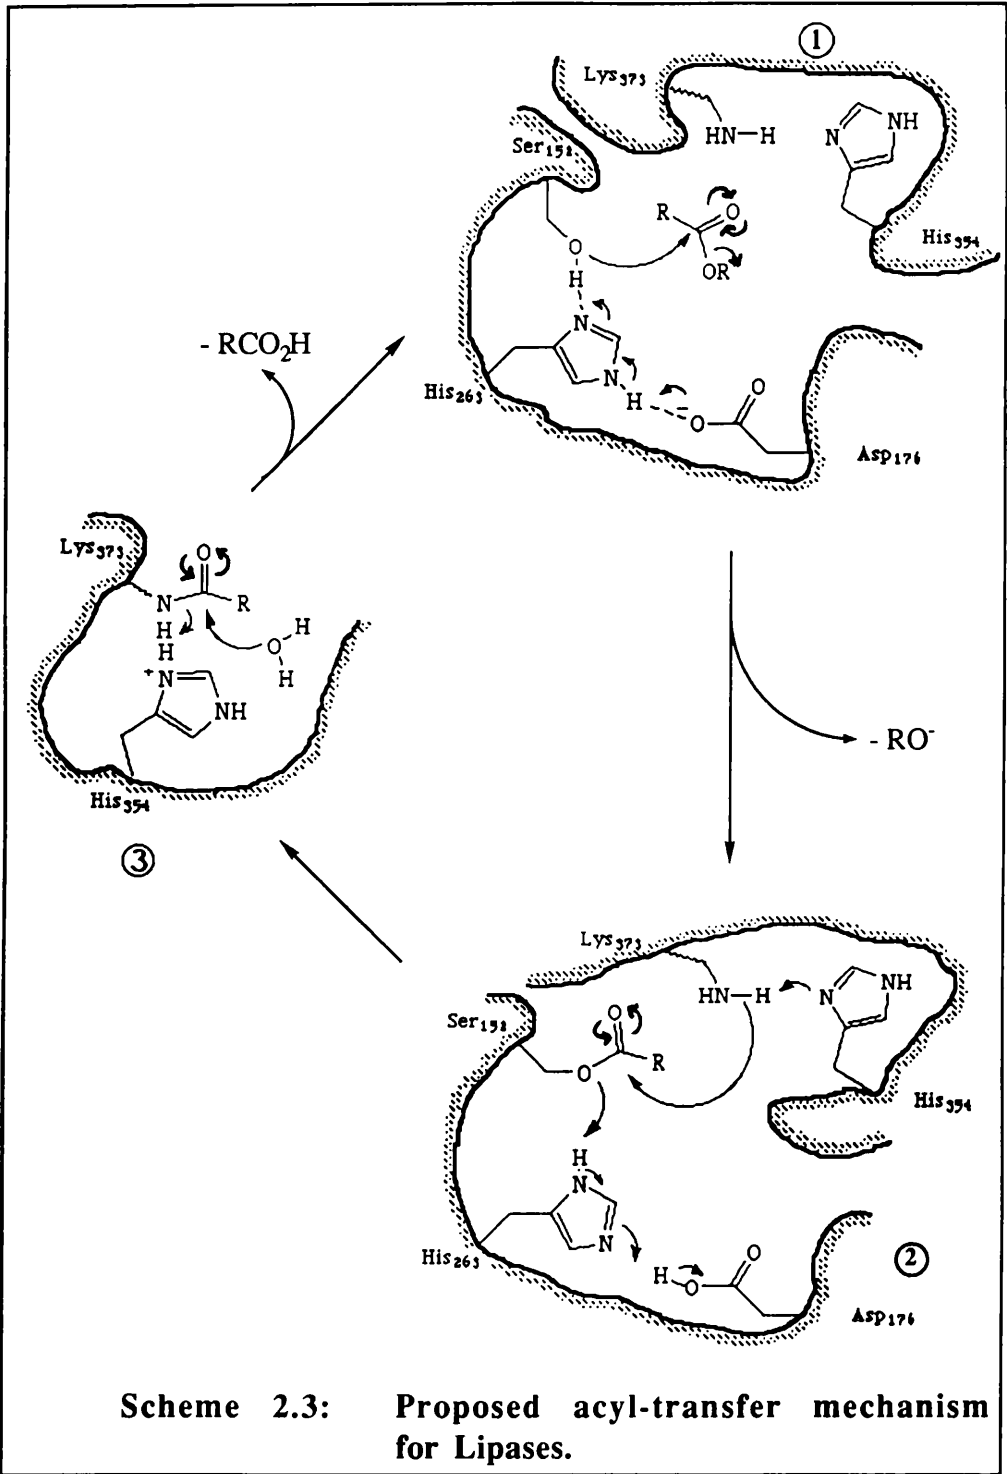 ①
Lys373
HN—H
N
NH
Ser152
R
O
O
OR
His354
H
N
- RCO2H
N
H
O
His263
-
O
Asp176
Lys373
O
N
R
H
H
O
H
H
+N
NH
- RO-
His354
③
Lys373
HN—H
N
NH
Ser152
O
R
O
His354
H
N
N
O
His263
②
H
O
Asp176
Scheme 2.3: Proposed acyl-transfer mechanism
for Lipases.